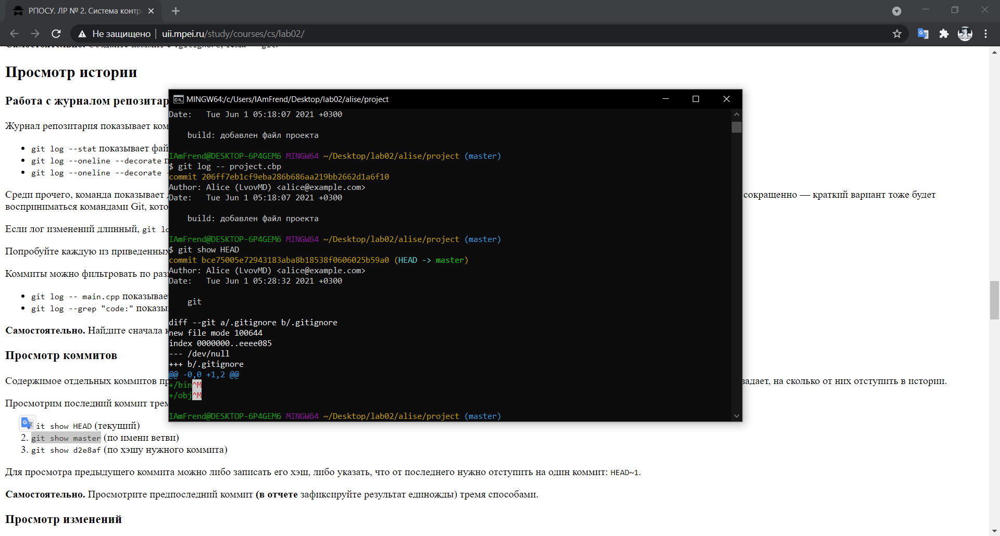 РПОСУ. ЛР № 2. Система контр
Не защищено
uii.mpei.ru/study/courses/cs/lab02/
Самостоятельно. Создайте коммит с .gitignore, тема — git.
Просмотр истории
Работа с журналом репозитар
Журнал репозитария показывает ком
git log --stat показывает фай
git log --oneline --decorate п
git log --oneline --decorate -
Среди прочего, команда показывает
сокращенно — краткий вариант тоже будет
восприниматься командами Git, кото
Если лог изменений длинный, git lo
Попробуйте каждую из приведенных
Коммиты можно фильтровать по раз
git log -- main.cpp показывае
git log --grep "code:" показы
Самостоятельно. Найдите сначала к
Просмотр коммитов
Содержимое отдельных коммитов пр
задает, на сколько от них отступить в истории.
Просмотрим последний коммит трем
it show HEAD (текущий)
2. git show master (по имени ветви)
3. git show d2e8af (по хэшу нужного коммита)
Для просмотра предыдущего коммита можно либо записать его хэш, либо указать, что от последнего нужно отступить на один коммит: HEAD~1.
Самостоятельно. Просмотрите предпоследний коммит (в отчете зафиксируйте результат единожды) тремя способами.
Просмотр изменений
MINGW64:/c/Users/IAmFrend/Desktop/lab02/alise/project
Date:   Tue Jun 1 05:18:07 2021 +0300
build: добавлен файл проекта
IAmFrend@DESKTOP-6P4GEM6 MINGW64 ~/Desktop/lab02/alise/project (master)
$ git log -- project.cbp
commit 206ff7eb1cf9eba286b686aa219bb2662d1a6f10
Author: Alice (LvovMD) <alice@example.com>
Date:   Tue Jun 1 05:18:07 2021 +0300
build: добавлен файл проекта
IAmFrend@DESKTOP-6P4GEM6 MINGW64 ~/Desktop/lab02/alise/project (master)
$ git show HEAD
commit bce75005e72943183aba8b18538f0606025b59a0 (HEAD -> master)
Author: Alice (LvovMD) <alice@example.com>
Date:   Tue Jun 1 05:28:32 2021 +0300
git
diff --git a/.gitignore b/.gitignore
new file mode 100644
index 0000000..eeee085
--- /dev/null
+++ b/.gitignore
@@ -0,0 +1,2 @@
+/bin^M
+/obj^M
IAmFrend@DESKTOP-6P4GEM6 MINGW64 ~/Desktop/lab02/alise/project (master)